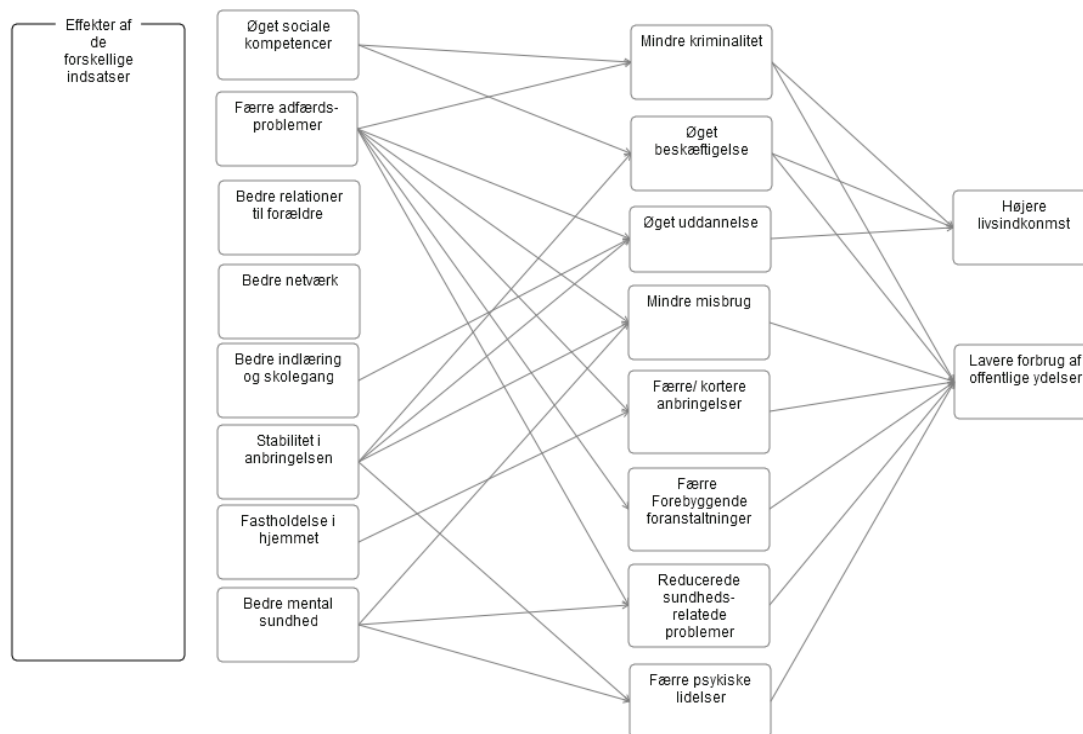 Effekter af
de
forskellige
indsatser
Øget sociale
kompetencer
Færre adfærds-
problemer
Bedre relationer
til forældre
Bedre netværk
Bedre indlæring
og skolegang
Stabilitet i
anbringelsen
Fastholdelse i
hjemmet
Bedre mental
sundhed
Mindre kriminalitet
Øget
beskæftigelse
Øget uddannelse
Mindre misbrug
Færre/ kortere
anbringelser
Færre
Forebyggende
foranstaltninger
Reducerede
sundheds-
relatede
problemer
Færre psykiske
lidelser
Højere
livsindkonmst
Lavere forbrug af
offentlige ydelser